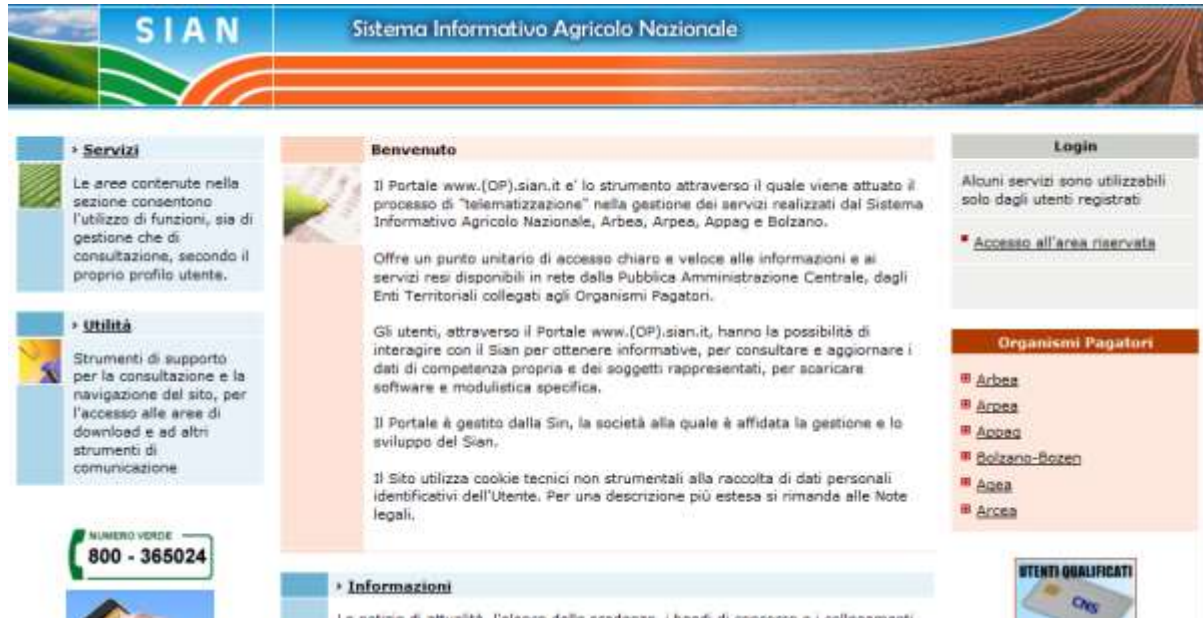 SIAN
Sistema Informativo Agricolo Nazionale
Servizi
Le aree contenute nella
sezione consentono
l'utilizzo di funzioni, sia di
gestione che di
consultazione, secondo il
proprio profilo utente.
Utilità
Strumenti di supporto
per la consultazione e la
navigazione del sito, per
l'accesso alle aree di
download e ad altri
strumenti di
comunicazione
NUMERO VERDE
800 - 365024
Benvenuto
Il Portale www.(OP).sian.it e' lo strumento attraverso il quale viene attuato il
processo di "telematizzazione" nella gestione dei servizi realizzati dal Sistema
Informativo Agricolo Nazionale, Arbea, Arpea, Appag e Bolzano.
Offre un punto unitario di accesso chiaro e veloce alle informazioni e ai
servizi resi disponibili in rete dalla Pubblica Amministrazione Centrale, dagli
Enti Territoriali collegati agli Organismi Pagatori.
Gli utenti, attraverso il Portale www.(OP).sian.it, hanno la possibilità di
interagire con il Sian per ottenere informative, per consultare e aggiornare i
dati di competenza propria e dei soggetti rappresentati, per scaricare
software e modulistica specifica.
Il Portale è gestito dalla Sin, la società alla quale è affidata la gestione e lo
sviluppo del Sian.
Il Sito utilizza cookie tecnici non strumentali alla raccolta di dati personali
identificativi dell'Utente. Per una descrizione più estesa si rimanda alle Note
legali.
Informazioni
Le notizie di attualità, l'elenco delle scadenze, i bandi di concorso e i collegamenti
Login
Alcuni servizi sono utilizzabili
solo dagli utenti registrati
Accesso all'area riservata
Organismi Pagatori
Arbea
Arpea
Appag
Bolzano-Bozen
Agea
Arcea
UTENTI QUALIFICATI
CNS